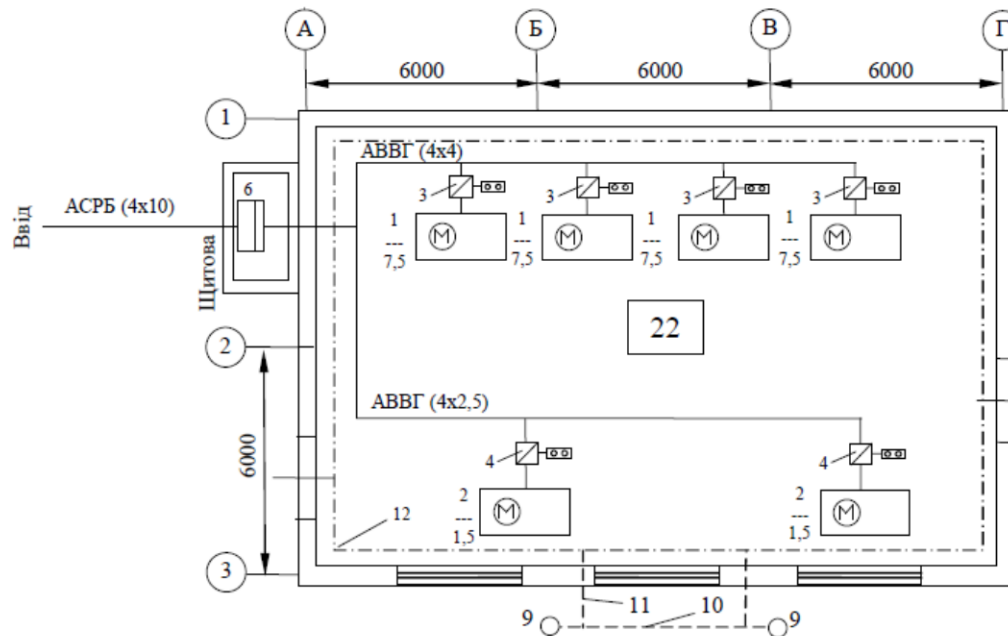 А Б В Г
6000 6000 6000
1
АВВГ (4х4)
6
3 3 3 3
АСРБ (4х10)
Ввід
Щитова
1
---
7,5
М
1
---
7,5
М
1
---
7,5
М
1
---
7,5
М
22
2
АВВГ (4х2,5)
6000
4 4
2
---
1,5
М
2
---
1,5
М
12
3
11 10
9 9